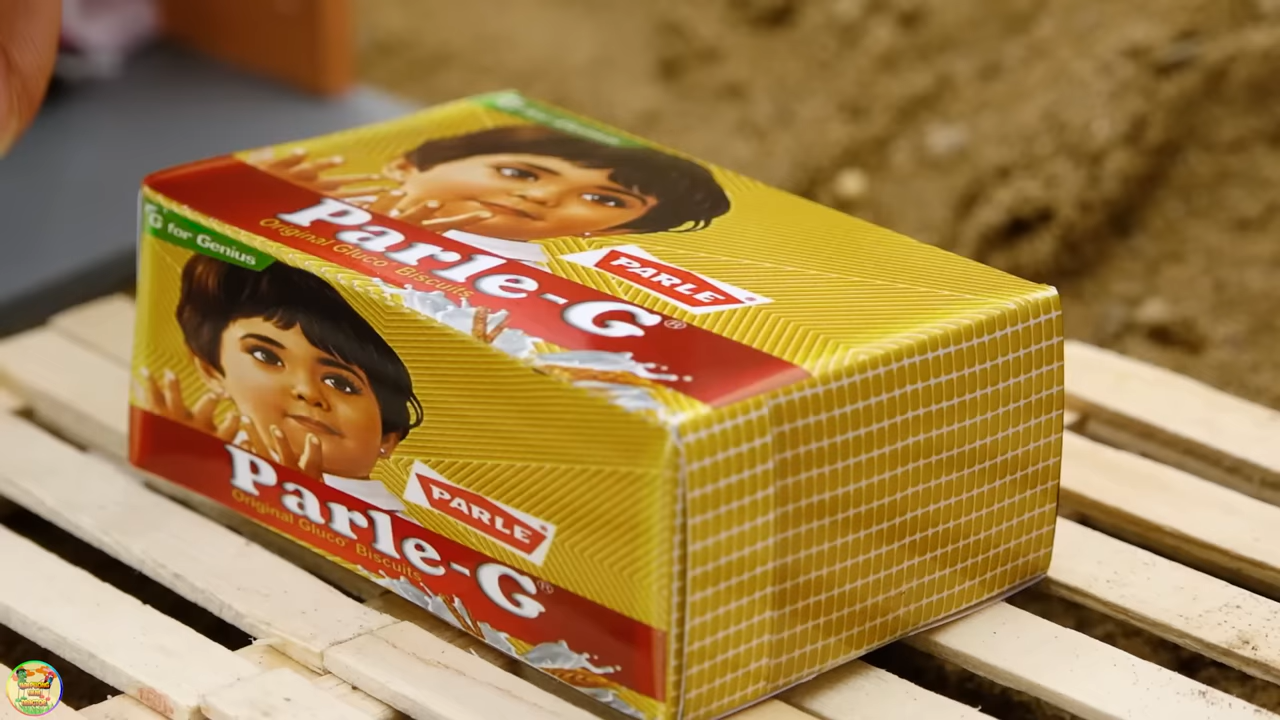 Parle-G®
Original Gluco Biscuits
PARLE
G for Genius
PARLE
Parle-G®
Original Gluco® Biscuits